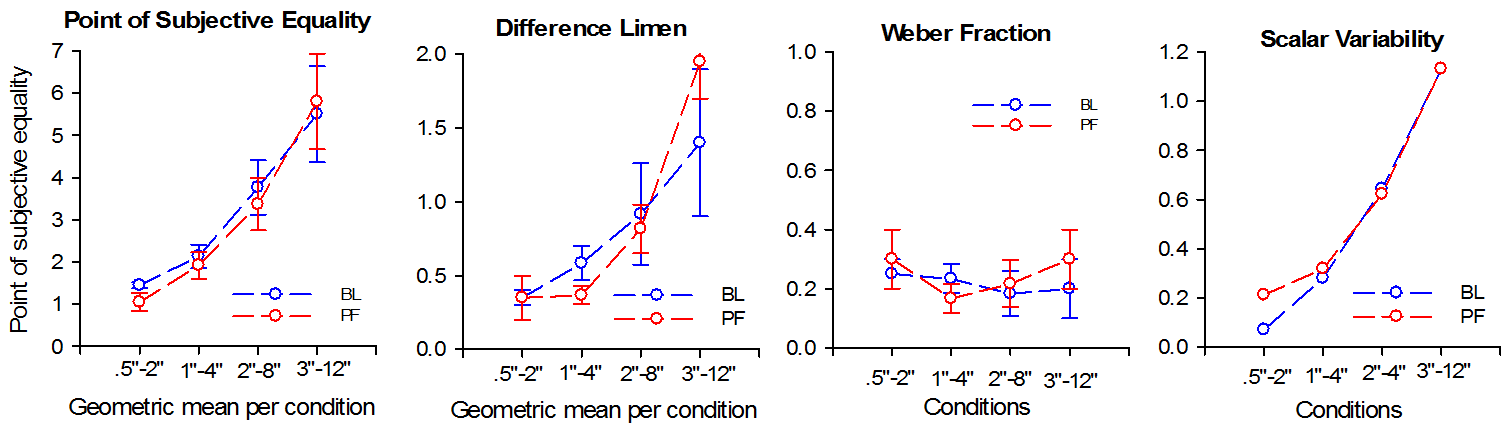 Point of Subjective Equality
Point of subjective equality
7
6
5
4
3
2
1
0
BL
PF
.5"-2"
1"-4"
2"-8"
3"-12"
Geometric mean per condition
Difference Limen
2.0
1.5
1.0
0.5
0.0
BL
PF
.5"-2"
1"-4"
2"-8"
3"-12"
Geometric mean per condition
Weber Fraction
1.0
0.8
0.6
0.4
0.2
0.0
BL
PF
.5"-2"
1"-4"
2"-8"
3"-12"
Conditions
Scalar Variability
1.2
1.0
0.8
0.6
0.4
0.2
0.0
BL
PF
.5"-2"
1"-4"
2"-4"
3"-12"
Conditions